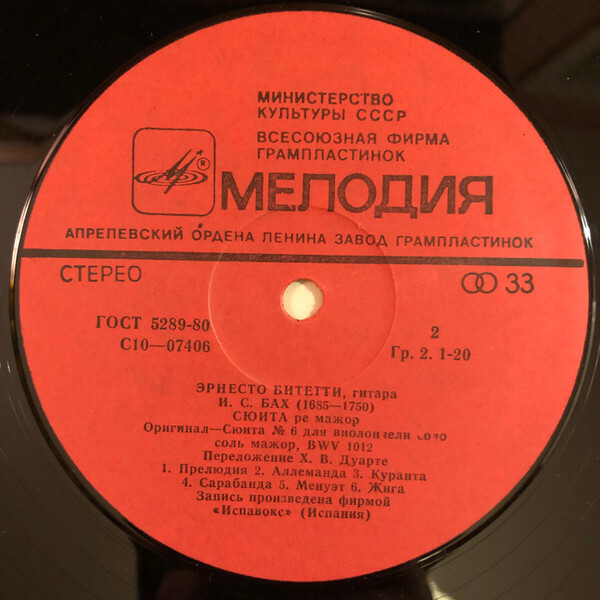 МИНИСТЕРСТВО
КУЛЬТУРЫ СССР
ВСЕСОЮЗНАЯ ФИРМА
ГРАМПЛАСТИНОК
®
МЕЛОДИЯ
АПРЕЛЕВСКИЙ ОРДЕНА ЛЕНИНА ЗАВОД ГРАМПЛАСТИНОК
СТЕРЕО
33
ГОСТ 5289-80
С10—07406
2
Гр. 2. 1-20
ЭРНЕСТО БИТЕТТИ, гитара
И. С. БАХ (1685—1750)
СЮИТА ре мажор
Оригинал—Сюита № 6 для виолончели соло
соль мажор, BWV 1012
Переложение Х. В. Дуарте
1. Прелюдия 2. Аллеманда 3. Куранта
4. Сарабанда 5. Менуэт 6. Жига
Запись произведена фирмой
«Испавокс» (Испания)